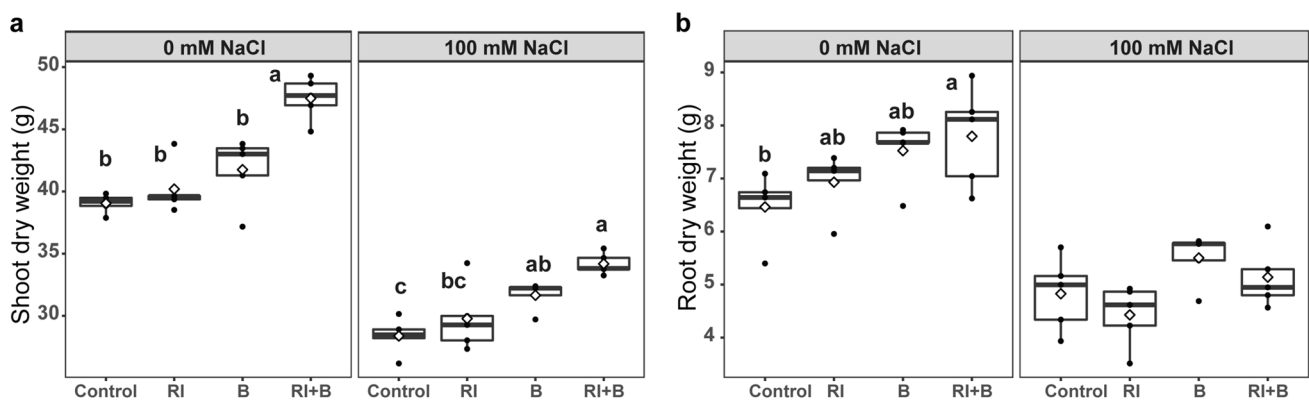 a
0 mM NaCl
100 mM NaCl
Shoot dry weight (g)
50
45
40
35
30
b
b
b
a
c
bc
ab
a
Control RI B RI+B
Control RI B RI+B
b
0 mM NaCl
100 mM NaCl
Root dry weight (g)
9
8
7
6
5
4
b
ab
ab
a
Control RI B RI+B
Control RI B RI+B